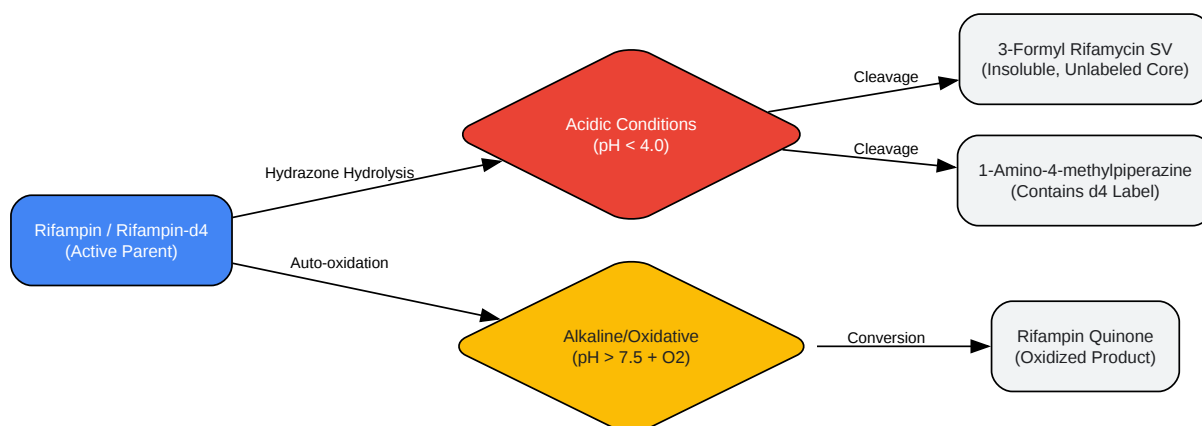 Rifampin / Rifampin-d4
(Active Parent)
Hydrazone Hydrolysis
Auto-oxidation
Acidic Conditions
(pH < 4.0)
Alkaline/Oxidative
(pH > 7.5 + O2)
Cleavage
Cleavage
Conversion
3-Formyl Rifamycin SV
(Insoluble, Unlabeled Core)
1-Amino-4-methylpiperazine
(Contains d4 Label)
Rifampin Quinone
(Oxidized Product)